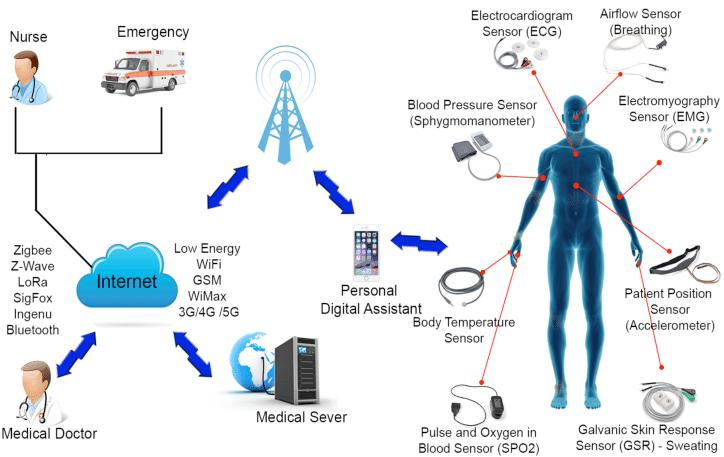 Nurse
Emergency
Electrocardiogram
Sensor (ECG)
Airflow Sensor
(Breathing)
Blood Pressure Sensor
(Sphygmomanometer)
Electromyography
Sensor (EMG)
Zigbee
Z-Wave
LoRa
SigFox
Ingenu
Bluetooth
Internet
Low Energy
WiFi
GSM
WiMax
3G/4G /5G
Personal
Digital Assistant
Body Temperature
Sensor
Patient Position
Sensor
(Accelerometer)
Medical Doctor
Medical Sever
Pulse and Oxygen in
Blood Sensor (SPO2)
Galvanic Skin Response
Sensor (GSR) - Sweating